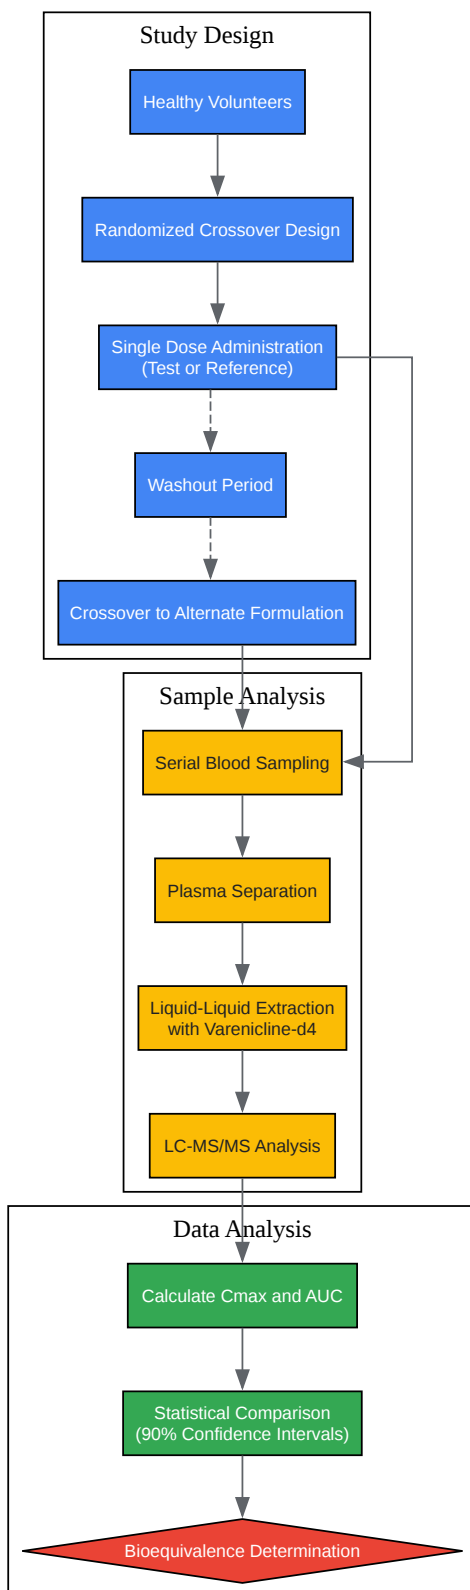 Study Design
Healthy Volunteers
Randomized Crossover Design
Single Dose Administration
(Test or Reference)
Washout Period
Crossover to Alternate Formulation
Sample Analysis
Serial Blood Sampling
Plasma Separation
Liquid-Liquid Extraction
with Varenicline-d4
LC-MS/MS Analysis
Data Analysis
Calculate Cmax and AUC
Statistical Comparison
(90% Confidence Intervals)
Bioequivalence Determination